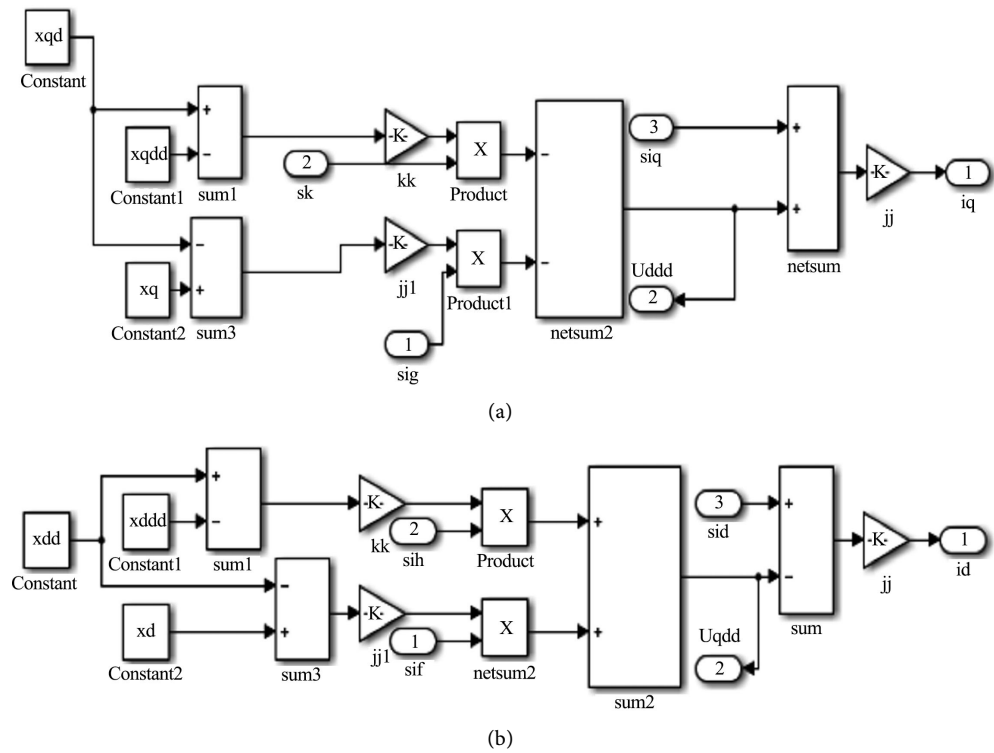 xqd
Constant
+
-
xqdd
Constant1
sum1
2
sk
-K-
kk
X
Product
-
+
xq
Constant2
sum3
-K-
jj1
X
Product1
1
sig
-
-
netsum2
3
siq
Uddd
2
+
+
netsum
-K-
jj
1
iq
(a)
xdd
Constant
+
-
xddd
Constant1
sum1
-K-
kk
2
sih
X
Product
-
+
xd
Constant2
sum3
-K-
jj1
1
sif
X
netsum2
+
+
sum2
3
sid
Uqdd
2
+
-
sum
-K-
jj
1
id
(b)